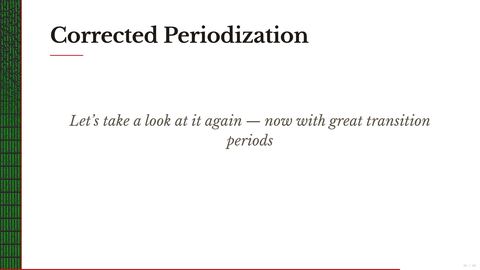 Corrected Periodization
Let’s take a look at it again — now with great transition
periods